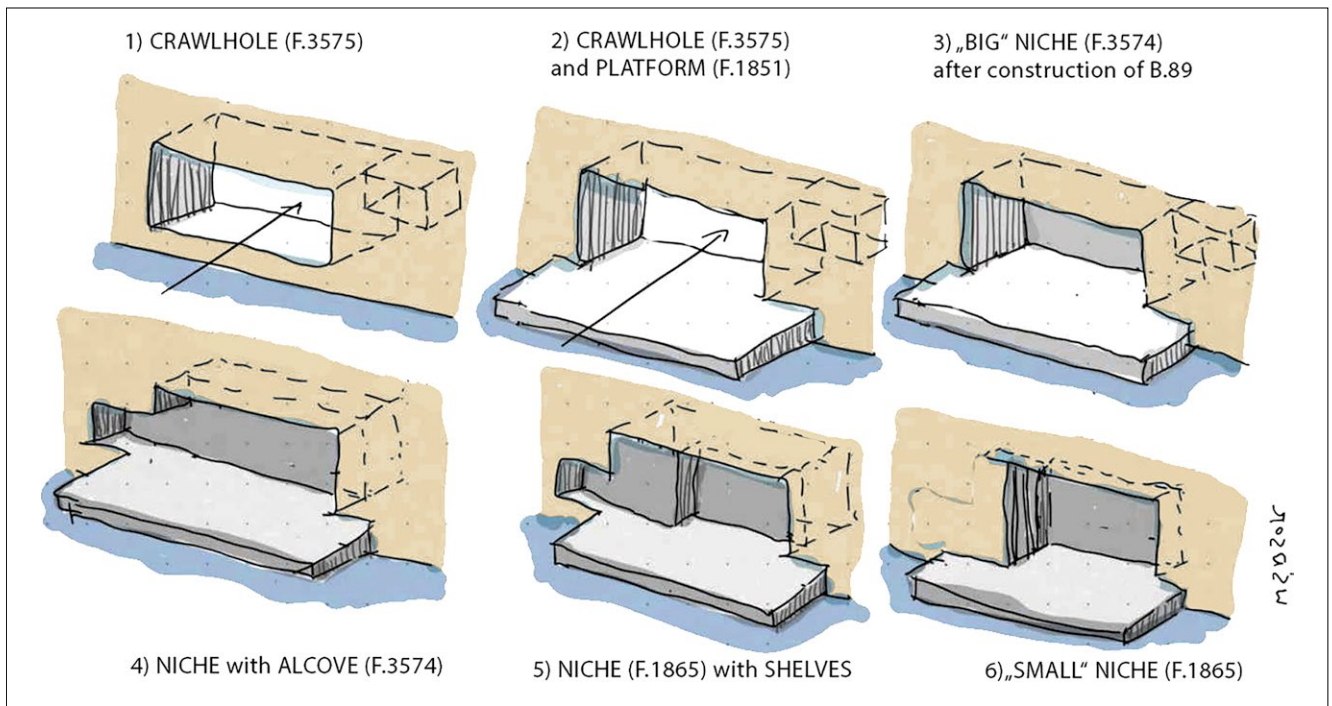 1) CRAWLHOLE (F.3575)
2) CRAWLHOLE (F.3575)
and PLATFORM (F.1851)
3)„BIG“ NICHE (F.3574)
after construction of B.89
4) NICHE with ALCOVE (F.3574)
5) NICHE (F.1865) with SHELVES
6)„SMALL“ NICHE (F.1865)